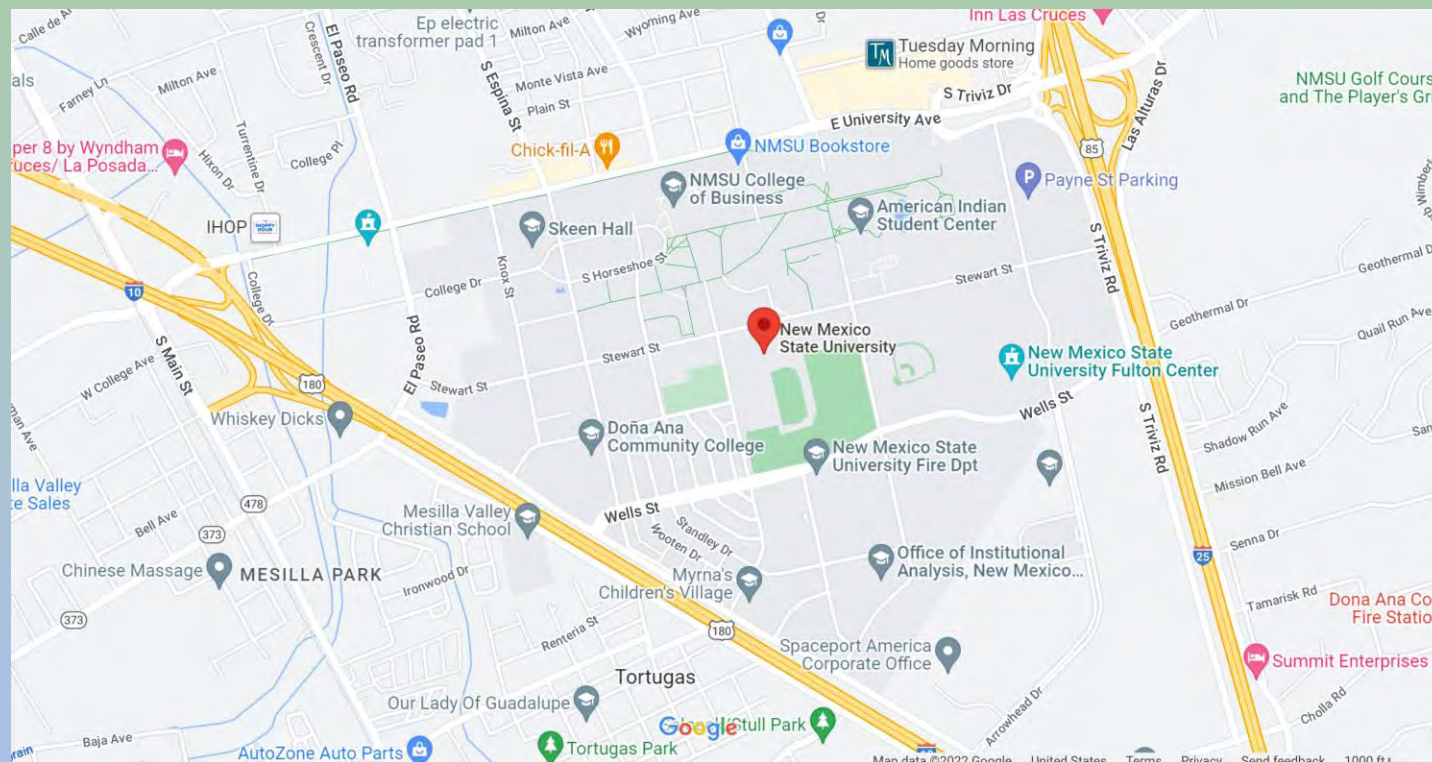 Calle de A
Ep electric
transformer pad 1
El Paseo Rd
Crescent Dr
Milton Ave
Wyoming Ave
Dr
Inn Las Cruces
Tuesday Morning
Home goods store
NMSU Golf Cours
and The Player's Gri
als
Farney Ln
Milton Ave
S Espina St
Monte Vista Ave
Plain St
S Triviz Dr
Las Alturas Dr
E University Ave
per 8 by Wyndham
ruces/ La Posada...
Hixon Dr
Turrentine Dr
College Pl
Chick-fil-A
NMSU Bookstore
85
NMSU College
of Business
P
Payne St Parking
American Indian
Student Center
IHOP
Skeen Hall
Knox St
S Horseshoe St
Stewart St
S Triviz Rd
Geothermal D
10
College Dr
College Dr
Geothermal Dr
S Main St
El Paseo Rd
New Mexico
State University
Quail Run Ave
W College Ave
180
Stewart St
Stewart St
New Mexico State
University Fulton Center
Wells St
Whiskey Dicks
Doña Ana
Community College
New Mexico State
University Fire Dpt
S Triviz Rd
Shadow Run Ave
San
Mission Bell Ave
lla Valley
te Sales
478
373
Bell Ave
Mesilla Valley
Christian School
Wells St
Standley Dr
Wooten Dr
Senna Dr
25
Chinese Massage
MESILLA PARK
Ironwood Dr
Office of Institutional
Analysis, New Mexico...
Myrna's
Children's Village
Tamarisk Rd
Dona Ana Co
Fire Statio
373
Renteria St
180
Spaceport America
Corporate Office
Summit Enterprises
Tortugas
Our Lady Of Guadalupe
Arrowhead Dr
Cholla Rd
Google
Stull Park
Baja Ave
AutoZone Auto Parts
Tortugas Park
10
Map data ©2022 Google United States Terms Privacy Send feedback 1000 ft